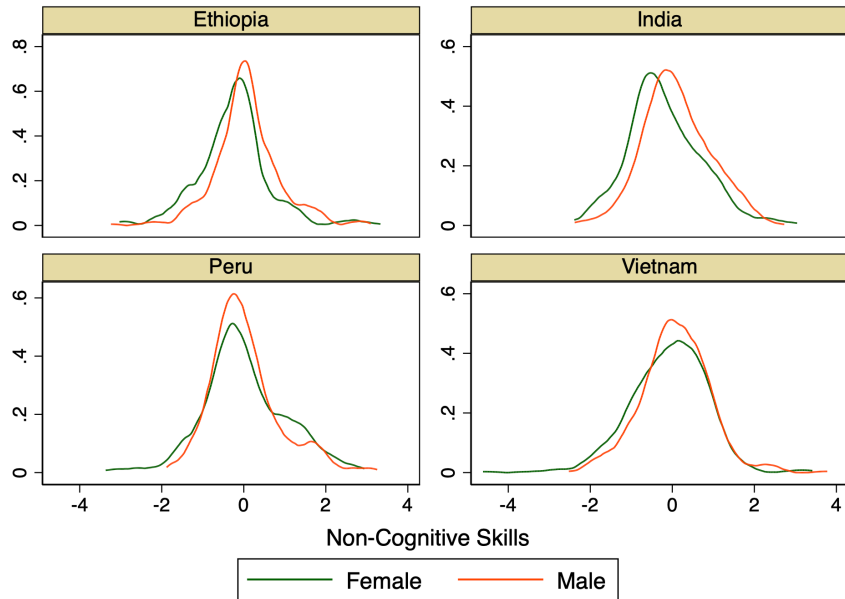 Ethiopia
India
0 .2 .4 .6 .8
0 .2 .4 .6
Peru
Vietnam
0 .2 .4 .6
0 .2 .4 .6
-4 -2 0 2 4
-4 -2 0 2 4
Non-Cognitive Skills
Female Male